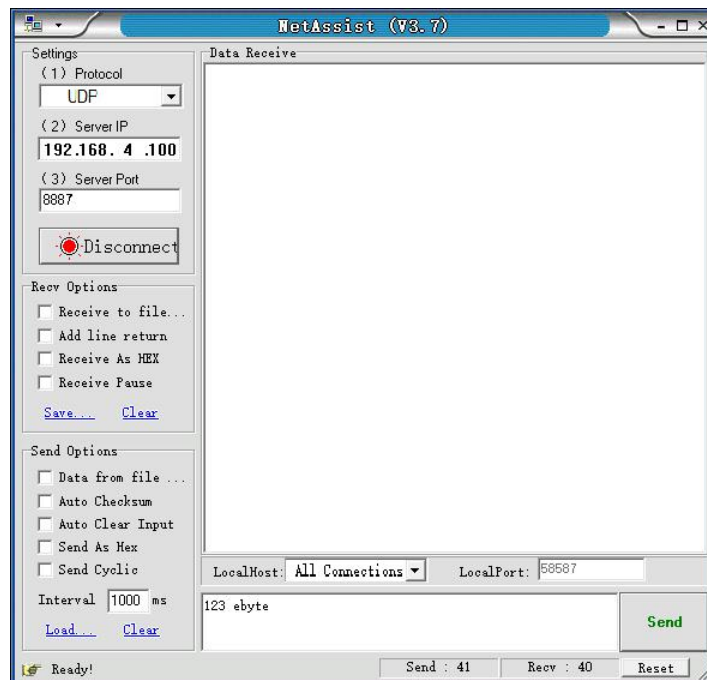 NetAssist (V3.7)
Settings
(1) Protocol
UDP
(2) Server IP
192.168. 4 .100
(3) Server Port
8887
Disconnect
Recv Options
Receive to file...
Add line return
Receive As HEX
Receive Pause
Save... Clear
Send Options
Data from file ...
Auto Checksum
Auto Clear Input
Send As Hex
Send Cyclic
Interval 1000 ms
Load... Clear
Data Receive
LocalHost: All Connections LocalPort: 58587
123 ebyte
Send
Ready! Send : 41 Recv : 40 Reset